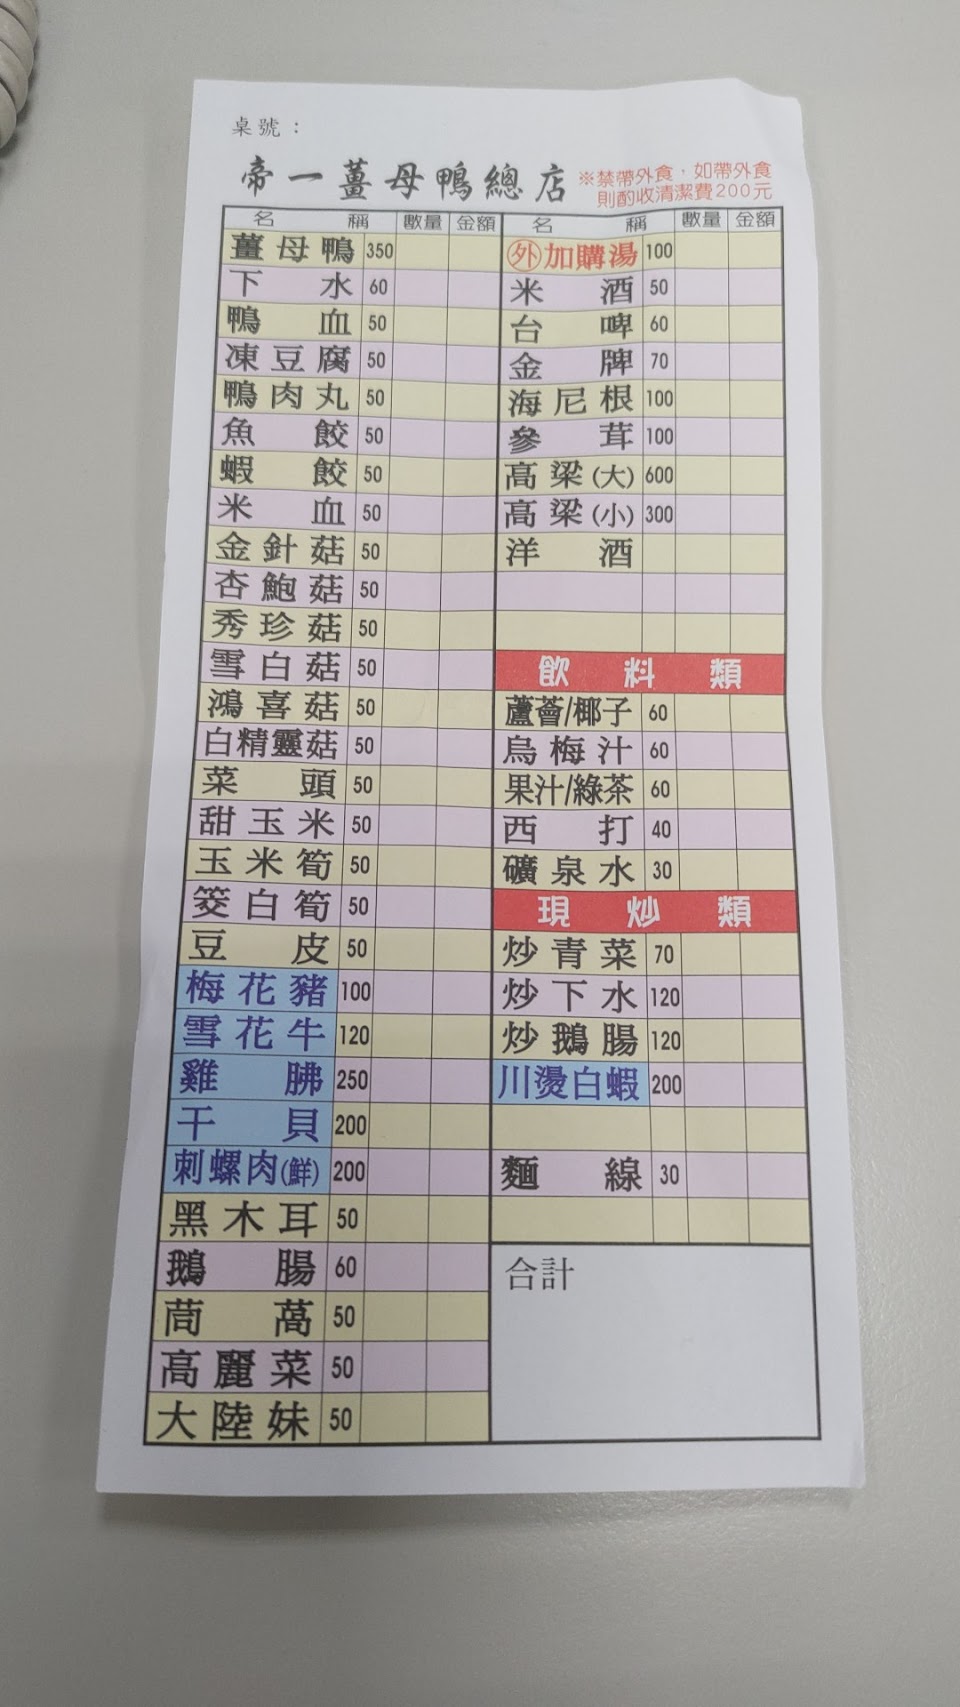 桌號：
帝一薑母鴨總店
※禁帶外食，如帶外食
則酌收清潔費200元
名稱 數量 金額
薑母鴨 350
下水 60
鴨血 50
凍豆腐 50
鴨肉丸 50
魚餃 50
蝦餃 50
米血 50
金針菇 50
杏鮑菇 50
秀珍菇 50
雪白菇 50
鴻喜菇 50
白精靈菇 50
菜頭 50
甜玉米 50
玉米筍 50
筊白筍 50
豆皮 50
梅花豬 100
雪花牛 120
雞胇 250
干貝 200
刺螺肉(鮮) 200
黑木耳 50
鵝腸 60
茼萵 50
高麗菜 50
大陸妹 50
名稱 數量 金額
外加購湯 100
米酒 50
台啤 60
金牌 70
海尼根 100
參茸 100
高梁(大) 600
高梁(小) 300
洋酒
飲料類
蘆薈/椰子 60
烏梅汁 60
果汁/綠茶 60
西打 40
礦泉水 30
現炒類
炒青菜 70
炒下水 120
炒鵝腸 120
川燙白蝦 200
麵線 30
合計